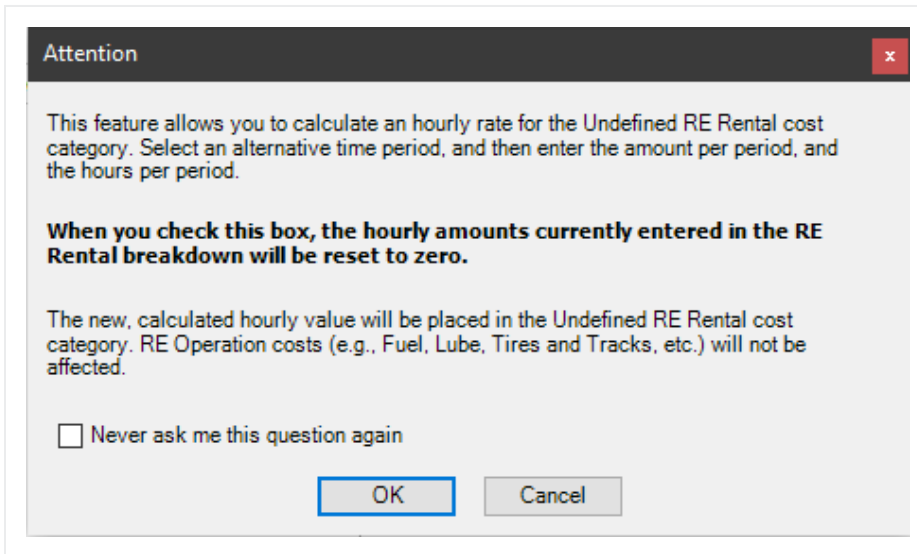 Attention
x
This feature allows you to calculate an hourly rate for the Undefined RE Rental cost
category. Select an alternative time period, and then enter the amount per period, and
the hours per period.
When you check this box, the hourly amounts currently entered in the RE
Rental breakdown will be reset to zero.
The new, calculated hourly value will be placed in the Undefined RE Rental cost
category. RE Operation costs (e.g., Fuel, Lube, Tires and Tracks, etc.) will not be
affected.
Never ask me this question again
OK Cancel